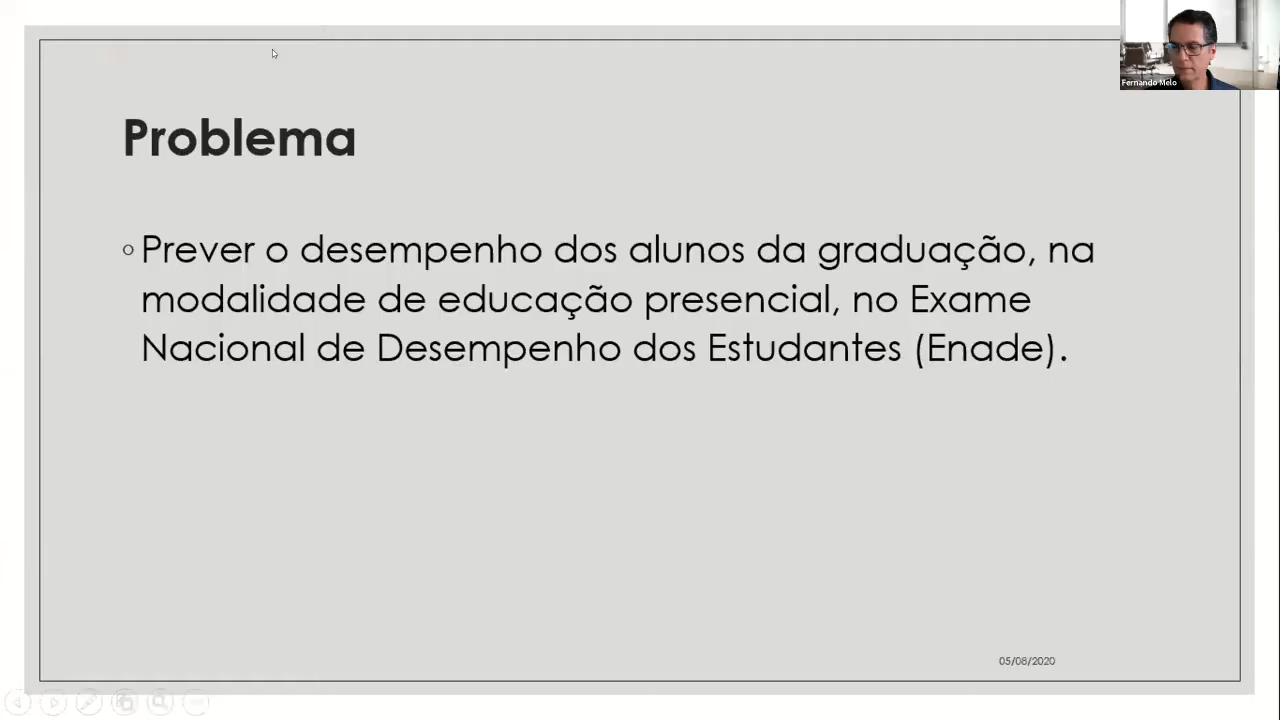 Fernando Melo
Problema
Prever o desempenho dos alunos da graduação, na
modalidade de educação presencial, no Exame
Nacional de Desempenho dos Estudantes (Enade).
05/08/2020